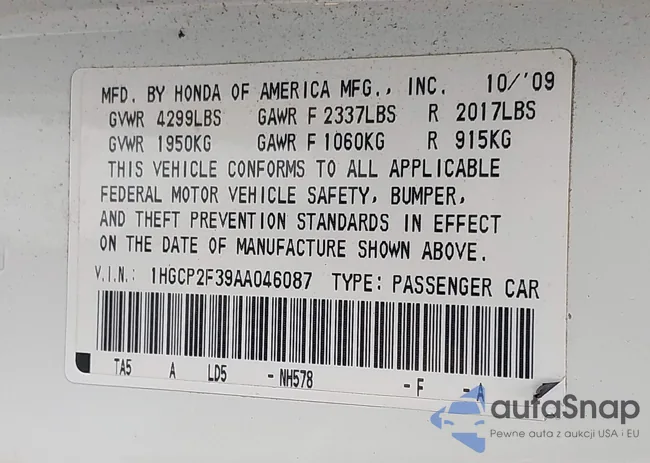 MFD. BY HONDA OF AMERICA MFG., INC. 10/'09
GVWR 4299LBS GAWR F 2337LBS R 2017LBS
GVWR 1950KG GAWR F 1060KG R 915KG
THIS VEHICLE CONFORMS TO ALL APPLICABLE
FEDERAL MOTOR VEHICLE SAFETY, BUMPER,
AND THEFT PREVENTION STANDARDS IN EFFECT
ON THE DATE OF MANUFACTURE SHOWN ABOVE.
V.I.N.: 1HGCP2F39AA046087 TYPE: PASSENGER CAR
TA5 A LD5 - NH578 - F - A
autaSnap
Pewne auta z aukcji USA i EU